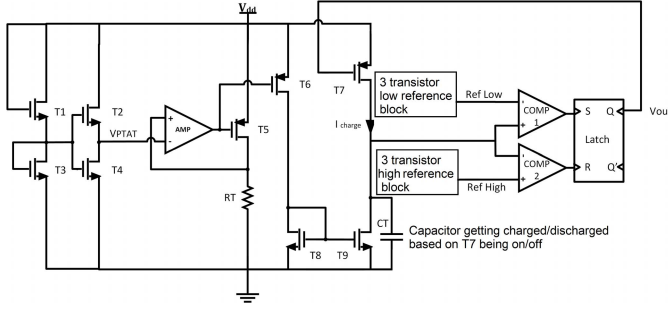 Vdd
T1
T2
T3
T4
VPTAT
+
-
AMP
T5
RT
T6
T7
T8
T9
I charge
CT
3 transistor
low reference
block
Ref Low
-
+
COMP
1
3 transistor
high reference
block
Ref High
-
+
COMP
2
S Q
Latch
R Q'
Vou
Capacitor getting charged/discharged
based on T7 being on/off